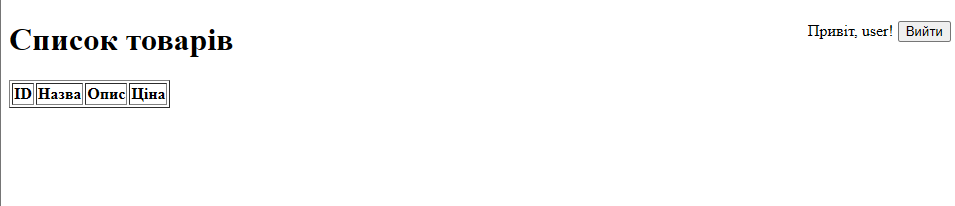 Список товарів
Привіт, user! Вийти
ID Назва Опис Ціна